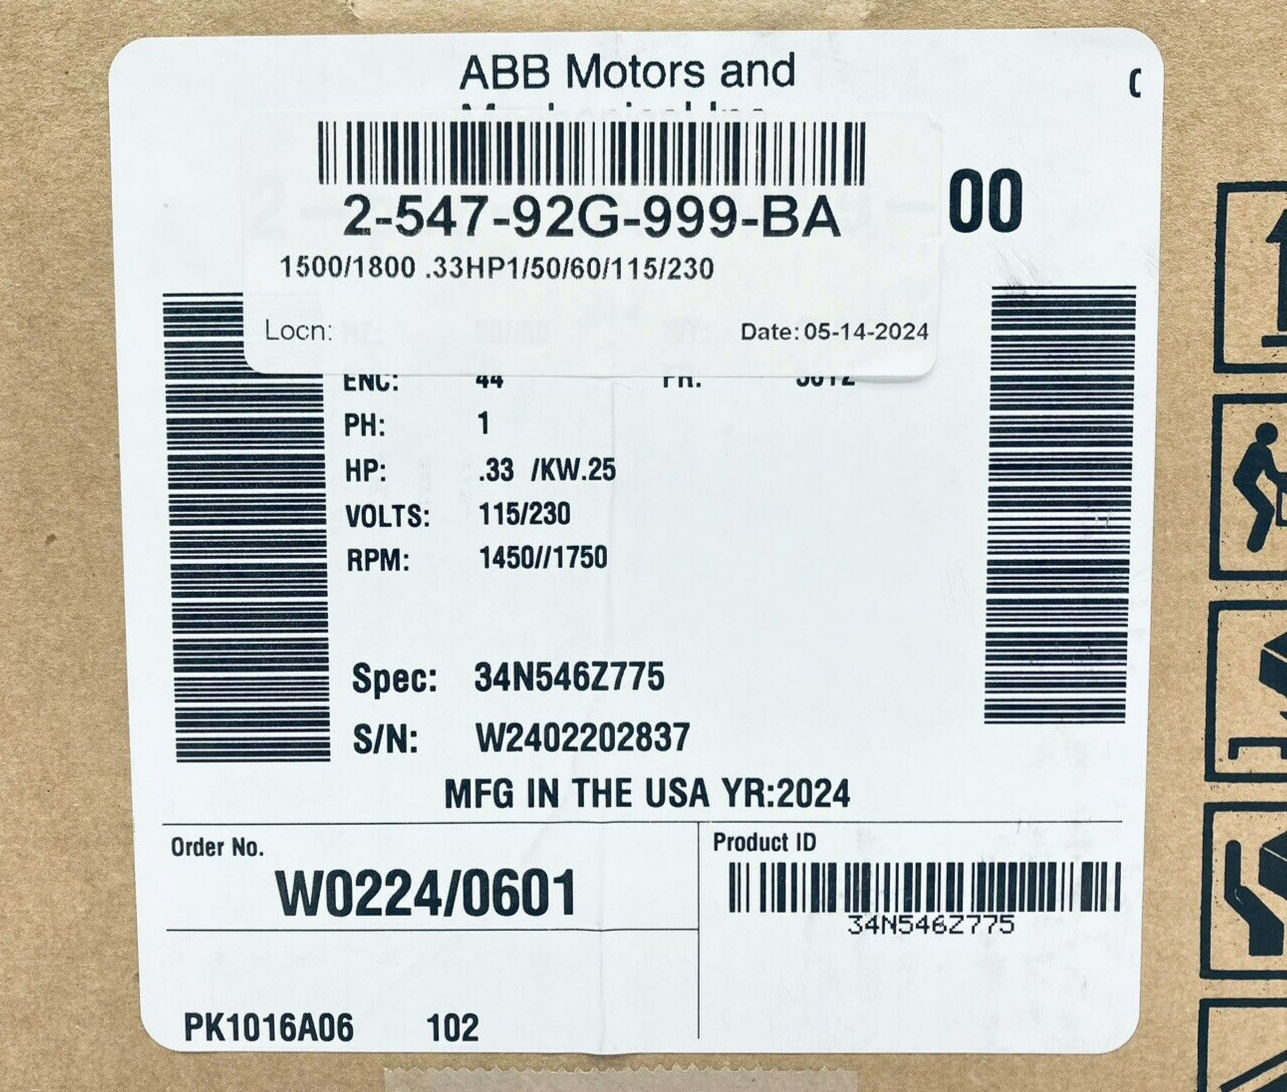 ABB Motors and
2-547-92G-999-BA
00
1500/1800 .33HP1/50/60/115/230
Locn:
Date: 05-14-2024
ENC: 44 FR:
PH: 1
HP: .33 /KW.25
VOLTS: 115/230
RPM: 1450//1750
Spec: 34N546Z775
S/N: W2402202837
MFG IN THE USA YR:2024
Order No.
W0224/0601
Product ID
34N546Z775
PK1016A06 102